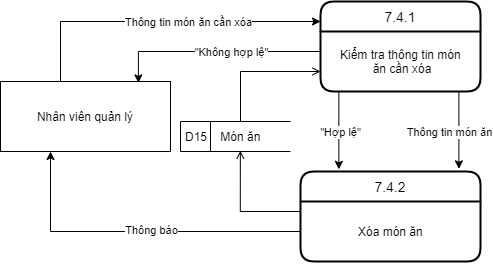 Thông tin món ăn cần xóa
7.4.1
"Không hợp lệ"
Kiểm tra thông tin món
ăn cần xóa
Nhân viên quản lý
D15
Món ăn
"Hợp lệ"
Thông tin món ăn
7.4.2
Thông báo
Xóa món ăn